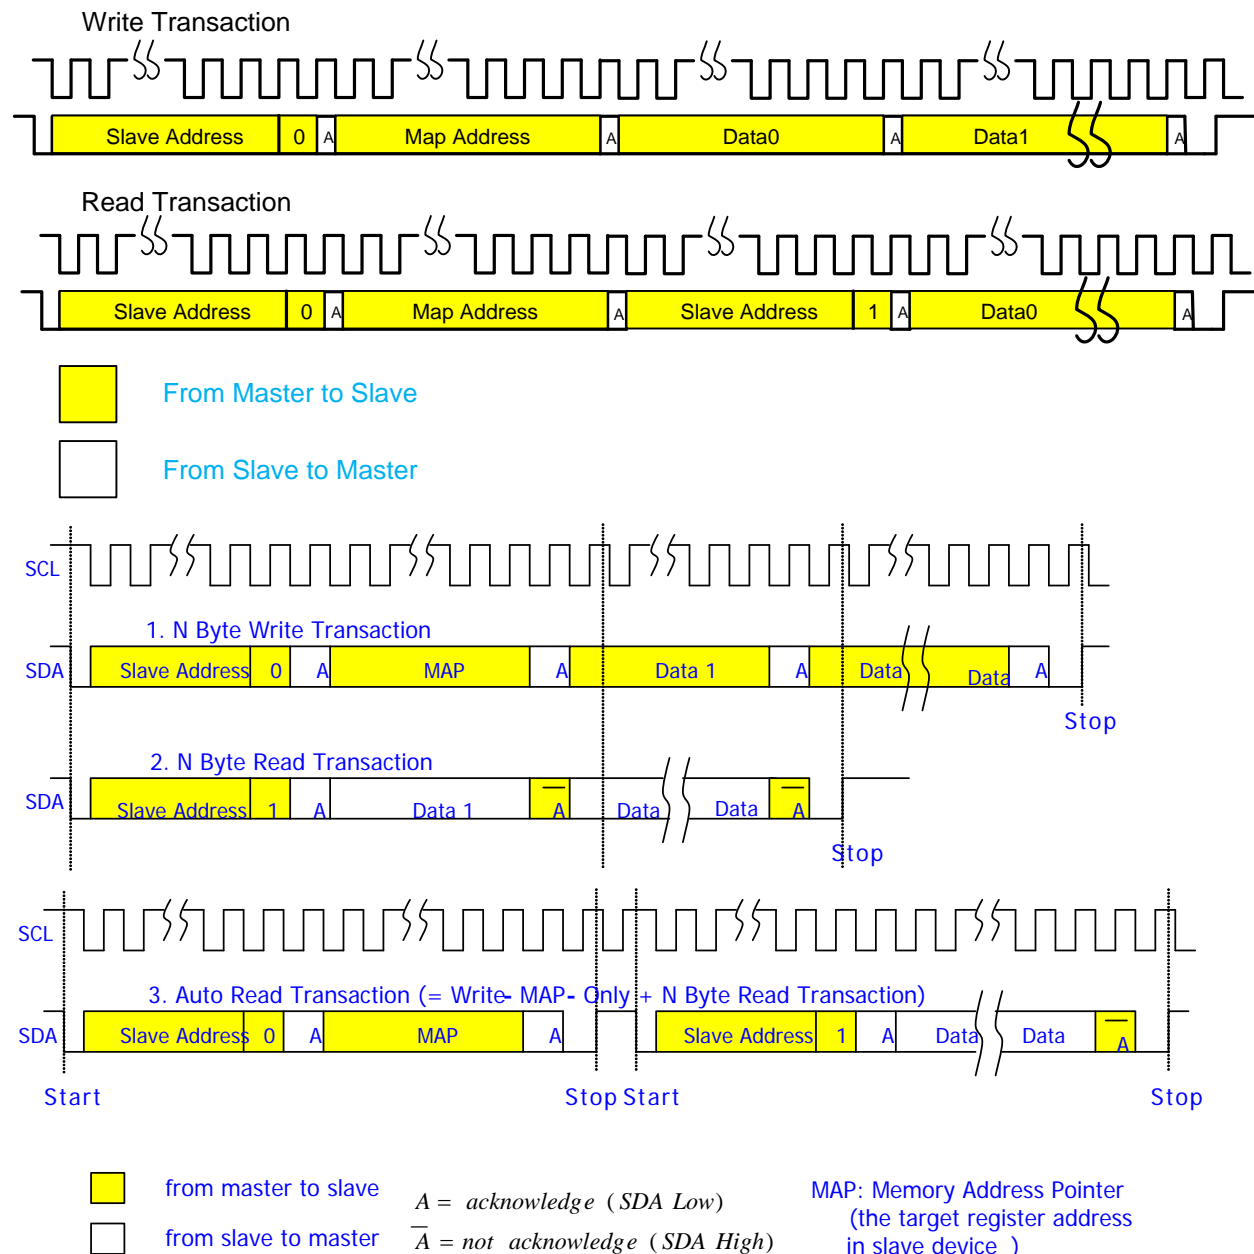 Write Transaction
Slave Address 0 A Map Address A Data0 A Data1 A
Read Transaction
Slave Address 0 A Map Address A Slave Address 1 A Data0 A
From Master to Slave
From Slave to Master
SCL
1. N Byte Write Transaction
SDA Slave Address 0 A MAP A Data 1 A Data Data A
Stop
2. N Byte Read Transaction
SDA Slave Address 1 A Data 1 A̅ Data Data A̅
Stop
SCL
3. Auto Read Transaction (= Write- MAP- Only + N Byte Read Transaction)
SDA Slave Address 0 A MAP A Slave Address 1 A Data Data A̅
Start Stop Start Stop
from master to slave
A = acknowledge (SDA Low)
MAP: Memory Address Pointer
(the target register address
in slave device )
from slave to master
A̅ = not acknowledge (SDA High)